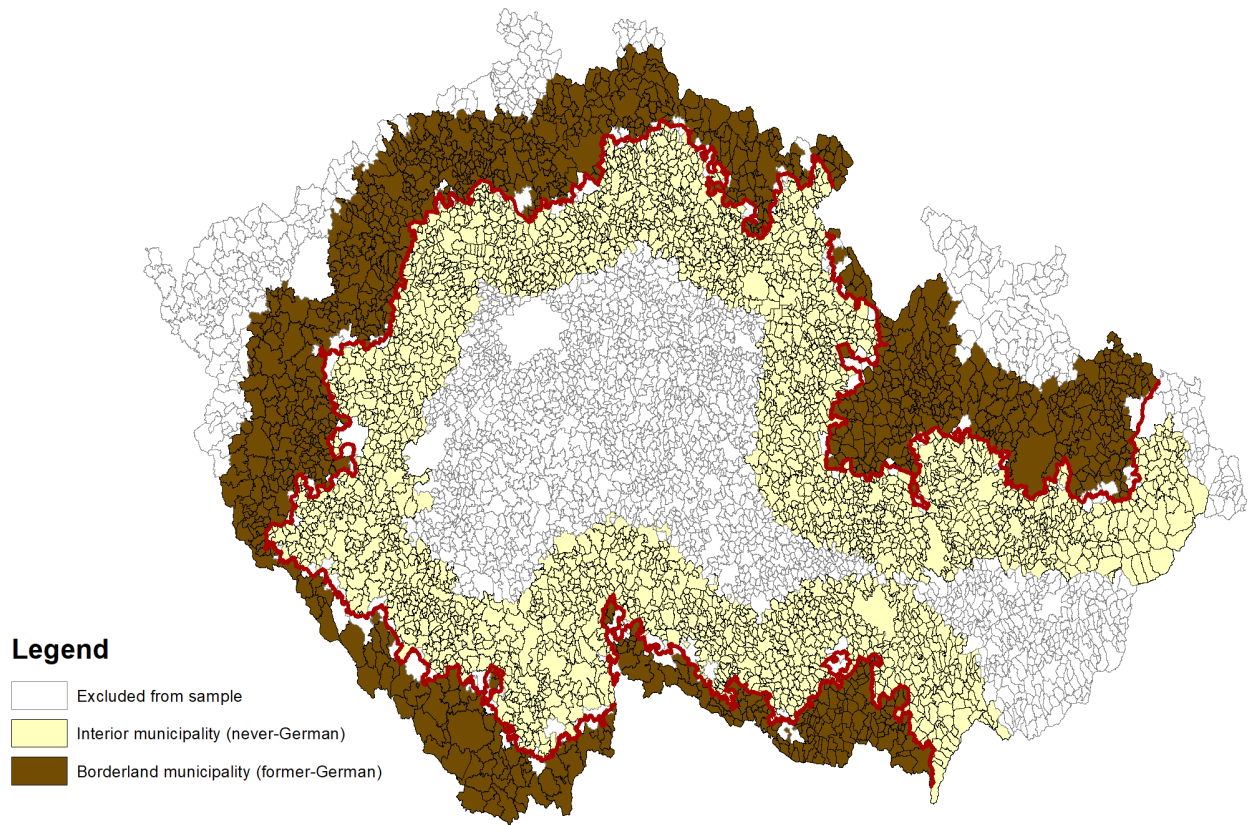 Legend
Excluded from sample
Interior municipality (never-German)
Borderland municipality (former-German)